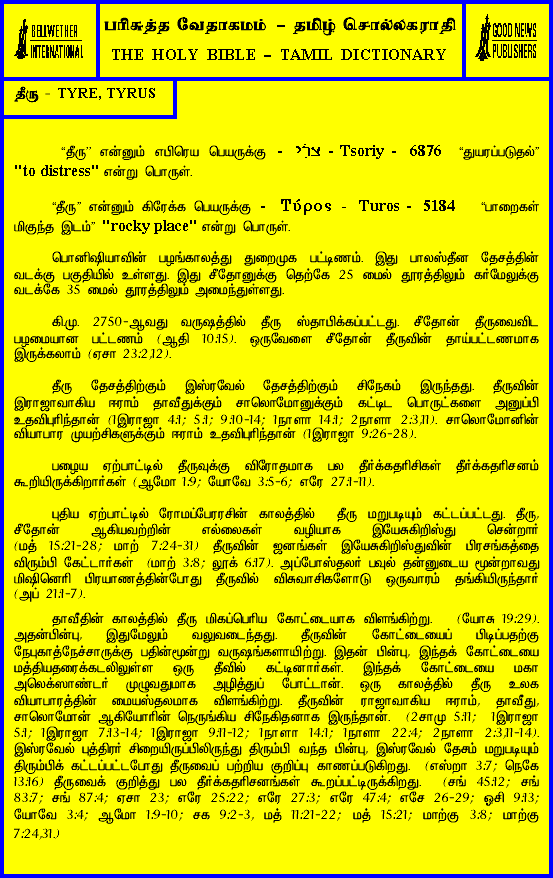 BELLWETHER
INTERNATIONAL
பரிசுத்த வேதாகமம் – தமிழ் சொல்லகராதி
THE HOLY BIBLE – TAMIL DICTIONARY
GOOD NEWS
PUBLISHERS
தீரு - TYRE, TYRUS
“தீரு” என்னும் எபிரெய பெயருக்கு - צֹרִי - Tsoriy - 6876 “துயரப்படுதல்”
"to distress" என்று பொருள்.
“தீரு” என்னும் கிரேக்க பெயருக்கு - Τύρος - Turos - 5184 “பாறைகள்
மிகுந்த இடம்” "rocky place" என்று பொருள்.
பொனிஷியாவின் பழங்காலத்து துறைமுக பட்டிணம். இது பாலஸ்தீன தேசத்தின்
வடக்கு பகுதியில் உள்ளது. இது சீதோனுக்கு தெற்கே 25 மைல் தூரத்திலும் கர்மேலுக்கு
வடக்கே 35 மைல் தூரத்திலும் அமைந்துள்ளது.
கி.மு. 2750-ஆவது வருஷத்தில் தீரு ஸ்தாபிக்கப்பட்டது. சீதோன் தீருவைவிட
பழமையான பட்டணம் (ஆதி 10:15). ஒருவேளை சீதோன் தீருவின் தாய்பட்டணமாக
இருக்கலாம் (ஏசா 23:2,12).
தீரு தேசத்திற்கும் இஸ்ரவேல் தேசத்திற்கும் சிநேகம் இருந்தது. தீருவின்
இராஜாவாகிய ஈராம் தாவீதுக்கும் சாலொமோனுக்கும் கட்டிட பொருட்களை அனுப்பி
உதவிபுரிந்தான் (1இராஜா 4:1; 5:1; 9:10-14; 1நாளா 14:1; 2நாளா 2:3,11). சாலொமோனின்
வியாபார முயற்சிகளுக்கும் ஈராம் உதவிபுரிந்தான் (1இராஜா 9:26-28).
பழைய ஏற்பாட்டில் தீருவுக்கு விரோதமாக பல தீர்க்கதரிசிகள் தீர்க்கதரிசனம்
கூறியிருக்கிறார்கள் (ஆமோ 1:9; யோவே 3:5-6; எரே 27:1-11).
புதிய ஏற்பாட்டில் ரோமப்பேரரசின் காலத்தில் தீரு மறுபடியும் கட்டப்பட்டது. தீரு,
சீதோன் ஆகியவற்றின் எல்லைகள் வழியாக இயேசுகிறிஸ்து சென்றார்
(மத் 15:21-28; மாற் 7:24-31) தீருவின் ஜனங்கள் இயேசுகிறிஸ்துவின் பிரசங்கத்தை
விரும்பி கேட்டார்கள் (மாற் 3:8; லூக் 6:17). அப்போஸ்தலர் பவுல் தன்னுடைய மூன்றாவது
மிஷினெரி பிரயாணத்தின்போது தீருவில் விசுவாசிகளோடு ஒருவாரம் தங்கியிருந்தார்
(அப் 21:1-7).
தாவீதின் காலத்தில் தீரு மிகப்பெரிய கோட்டையாக விளங்கிற்று. (யோசு 19:29).
அதன்பின்பு, இதுமேலும் வலுவடைந்தது. தீருவின் கோட்டையைப் பிடிப்பதற்கு
நேபுகாத்நேச்சாருக்கு பதின்மூன்று வருஷங்களாயிற்று. இதன் பின்பு, இந்தக் கோட்டையை
மத்தியதரைக்கடலிலுள்ள ஒரு தீவில் கட்டினார்கள். இந்தக் கோட்டையை மகா
அலெக்ஸாண்டர் முழுவதுமாக அழித்துப் போட்டான். ஒரு காலத்தில் தீரு உலக
வியாபாரத்தின் மையஸ்தலமாக விளங்கிற்று. தீருவின் ராஜாவாகிய ஈராம், தாவீது,
சாலொமோன் ஆகியோரின் நெருங்கிய சிநேகிதனாக இருந்தான். (2சாமு 5:11; 1இராஜா
5:1; 1இராஜா 7:13-14; 1இராஜா 9:11-12; 1நாளா 14:1; 1நாளா 22:4; 2நாளா 2:3,11-14).
இஸ்ரவேல் புத்திரர் சிறையிருப்பிலிருந்து திரும்பி வந்த பின்பு, இஸ்ரவேல் தேசம் மறுபடியும்
திரும்பிக் கட்டப்பட்டபோது தீருவைப் பற்றிய குறிப்பு காணப்படுகிறது. (எஸ்றா 3:7; நெகே
13:16) தீருவைக் குறித்து பல தீர்க்கதரிசனங்கள் கூறப்பட்டிருக்கிறது. (சங் 45:12; சங்
83:7; சங் 87:4; ஏசா 23; எரே 25:22; எரே 27:3; எரே 47:4; எசே 26-29; ஓசி 9:13;
யோவே 3:4; ஆமோ 1:9-10; சக 9:2-3, மத் 11:21-22; மத் 15:21; மாற்கு 3:8; மாற்கு
7:24,31.)